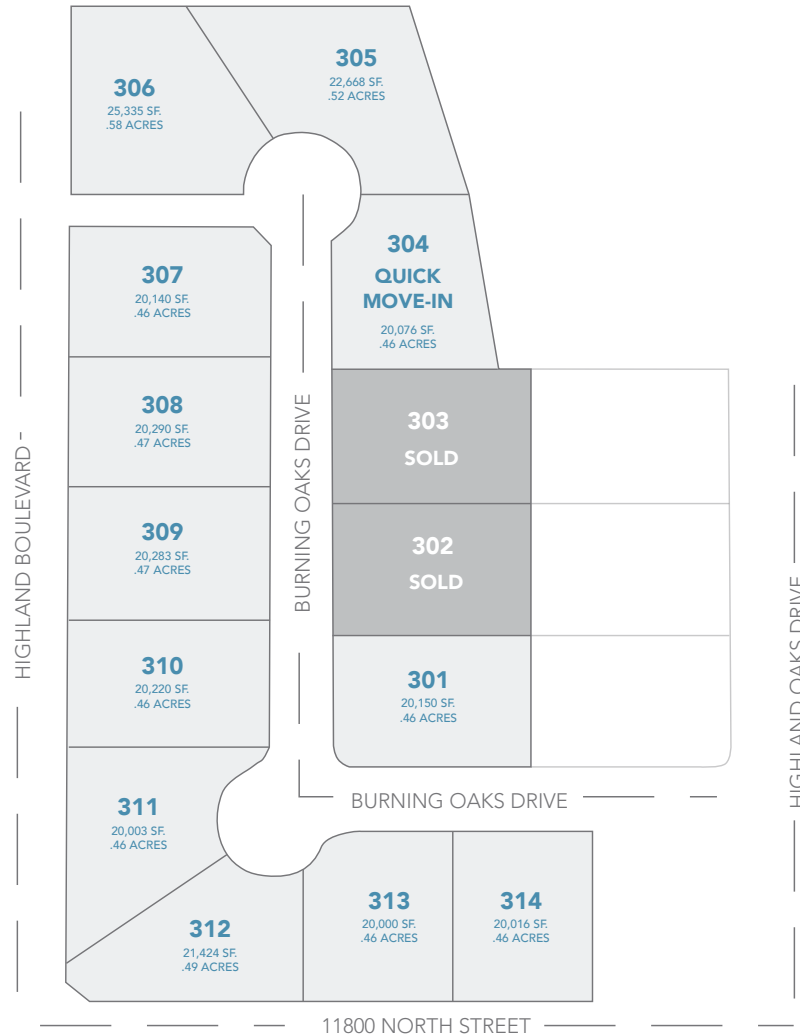 305
22,668 SF.
.52 ACRES
306
25,335 SF.
.58 ACRES
304
QUICK
MOVE-IN
20,076 SF.
.46 ACRES
307
20,140 SF.
.46 ACRES
308
20,290 SF.
.47 ACRES
303
SOLD
309
20,283 SF.
.47 ACRES
302
SOLD
310
20,220 SF.
.46 ACRES
301
20,150 SF.
.46 ACRES
311
20,003 SF.
.46 ACRES
312
21,424 SF.
.49 ACRES
313
20,000 SF.
.46 ACRES
314
20,016 SF.
.46 ACRES
HIGHLAND BOULEVARD
BURNING OAKS DRIVE
BURNING OAKS DRIVE
HIGHLAND OAKS DRIVE
11800 NORTH STREET